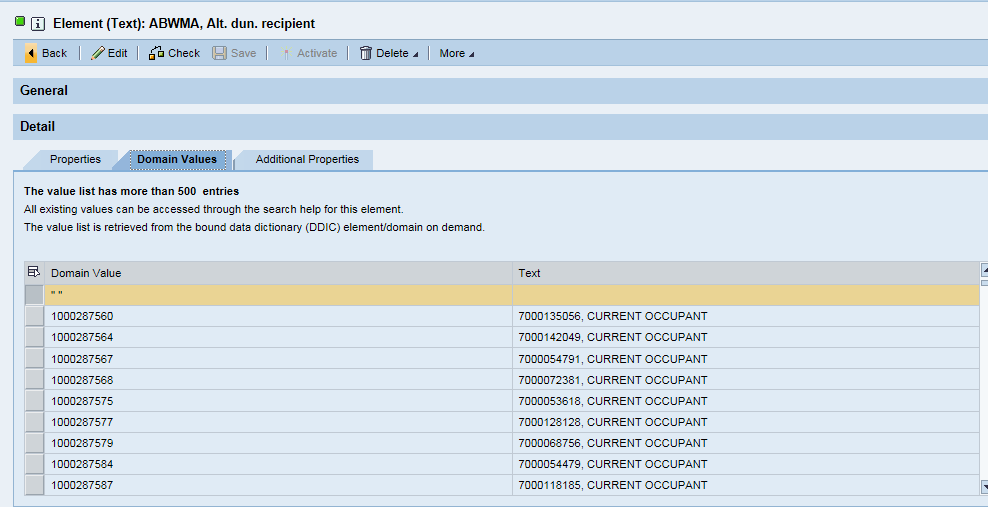 Element (Text): ABWMA, Alt. dun. recipient
Back Edit Check Save Activate Delete More
General
Detail
Properties Domain Values Additional Properties
The value list has more than 500 entries
All existing values can be accessed through the search help for this element.
The value list is retrieved from the bound data dictionary (DDIC) element/domain on demand.
Domain Value Text
" "
1000287560 7000135056, CURRENT OCCUPANT
1000287564 7000142049, CURRENT OCCUPANT
1000287567 7000054791, CURRENT OCCUPANT
1000287568 7000072381, CURRENT OCCUPANT
1000287575 7000053618, CURRENT OCCUPANT
1000287577 7000128128, CURRENT OCCUPANT
1000287579 7000068756, CURRENT OCCUPANT
1000287584 7000054479, CURRENT OCCUPANT
1000287587 7000118185, CURRENT OCCUPANT